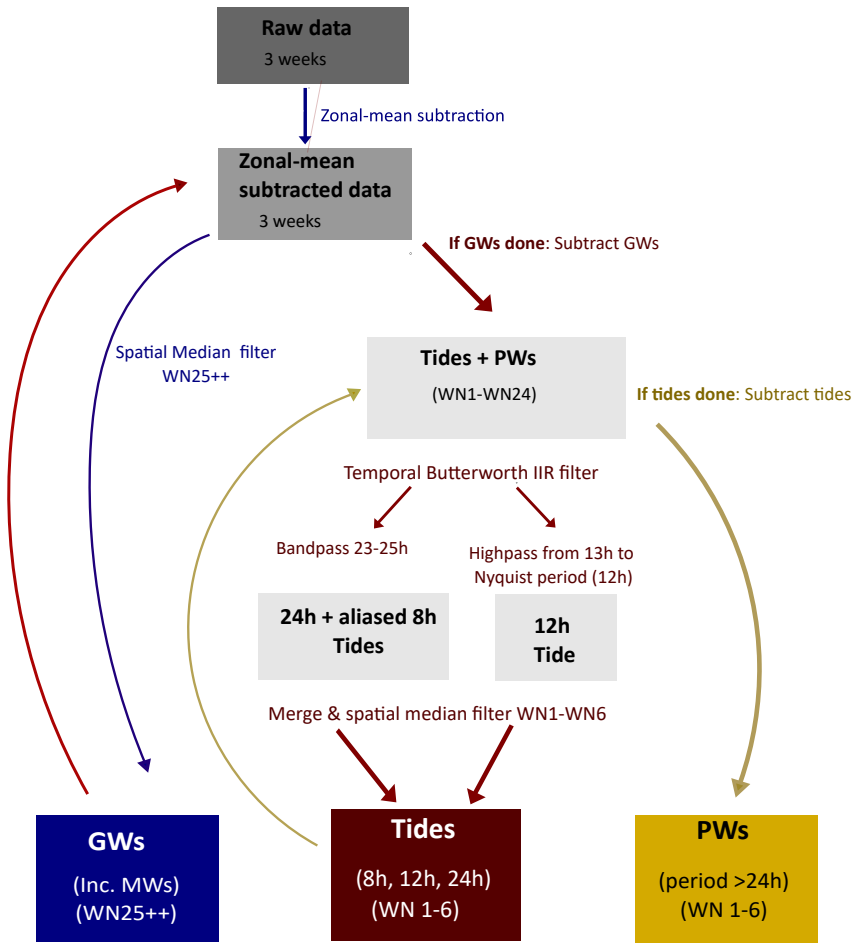 Raw data
3 weeks
Zonal-mean subtraction
Zonal-mean
subtracted data
3 weeks
If GWs done: Subtract GWs
Spatial Median filter
WN25++
Tides + PWs
(WN1-WN24)
If tides done: Subtract tides
Temporal Butterworth IIR filter
Bandpass 23-25h
Highpass from 13h to
Nyquist period (12h)
24h + aliased 8h
Tides
12h
Tide
Merge & spatial median filter WN1-WN6
GWs
(Inc. MWs)
(WN25++)
Tides
(8h, 12h, 24h)
(WN 1-6)
PWs
(period >24h)
(WN 1-6)